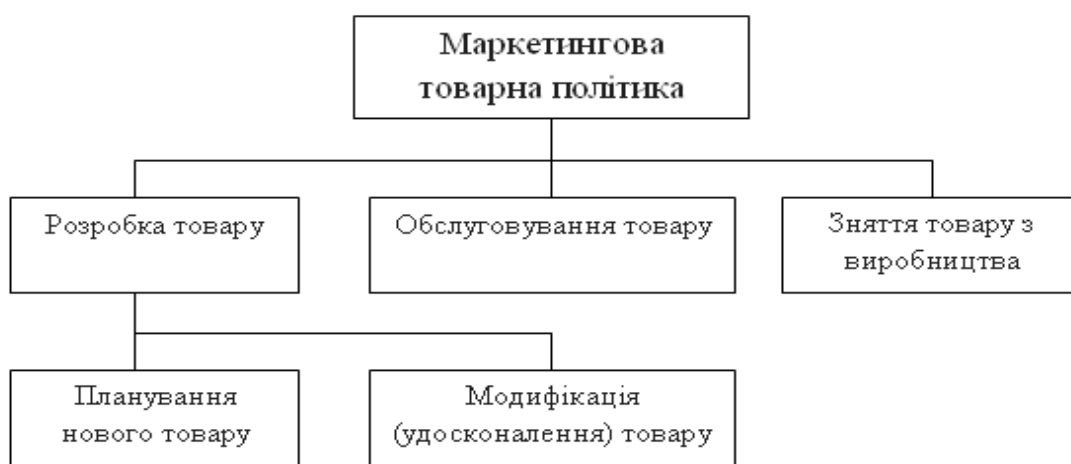 Маркетингова
товарна політика
Розробка товару
Обслуговування товару
Зняття товару з
виробництва
Планування
нового товару
Модифікація
(удосконалення) товару